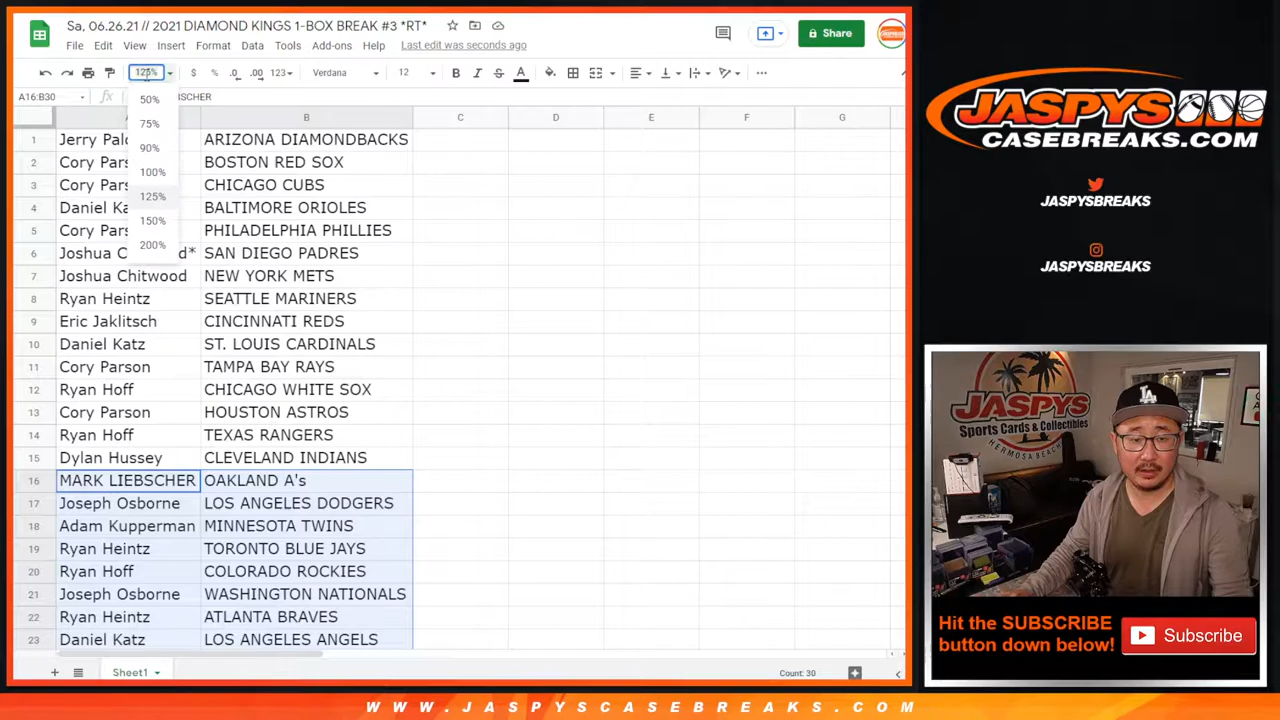 Sa, 06.26.21 // 2021 DIAMOND KINGS 1-BOX BREAK #3 *RT*
File Edit View Insert Format Data Tools Add-ons Help Last edit was seconds ago
Share
125% $ % .0 .00 123 Verdana 12 B I S A
A16:B30 fx SCHER
50%
75%
90%
100%
125%
150%
200%
B C D E F G
1 Jerry Palc ARIZONA DIAMONDBACKS
2 Cory Pars BOSTON RED SOX
3 Cory Pars CHICAGO CUBS
4 Daniel Ka BALTIMORE ORIOLES
5 Cory Pars PHILADELPHIA PHILLIES
6 Joshua C d* SAN DIEGO PADRES
7 Joshua Chitwood NEW YORK METS
8 Ryan Heintz SEATTLE MARINERS
9 Eric Jaklitsch CINCINNATI REDS
10 Daniel Katz ST. LOUIS CARDINALS
11 Cory Parson TAMPA BAY RAYS
12 Ryan Hoff CHICAGO WHITE SOX
13 Cory Parson HOUSTON ASTROS
14 Ryan Hoff TEXAS RANGERS
15 Dylan Hussey CLEVELAND INDIANS
16 MARK LIEBSCHER OAKLAND A's
17 Joseph Osborne LOS ANGELES DODGERS
18 Adam Kupperman MINNESOTA TWINS
19 Ryan Heintz TORONTO BLUE JAYS
20 Ryan Hoff COLORADO ROCKIES
21 Joseph Osborne WASHINGTON NATIONALS
22 Ryan Heintz ATLANTA BRAVES
23 Daniel Katz LOS ANGELES ANGELS
Sheet1
Count: 30
JASPYS
CASEBREAKS.COM
JASPYSBREAKS
JASPYSBREAKS
JASPYS
Sports Cards & Collectibles
HERMOSA BEACH
LA
Hit the SUBSCRIBE
button down below!
Subscribe
WWW.JASPYSCASEBREAKS.COM